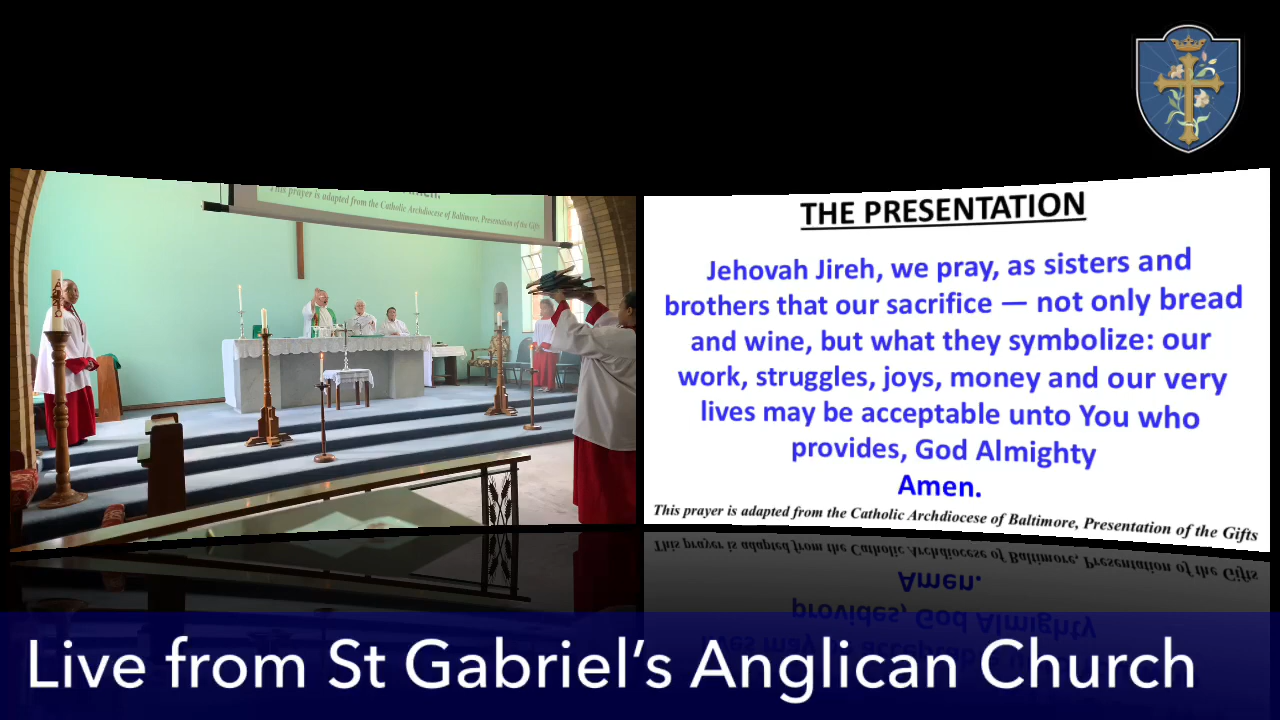 This prayer is adapted from the Catholic Archdiocese of Baltimore, Presentation of the Gift
THE PRESENTATION
Jehovah Jireh, we pray, as sisters and
brothers that our sacrifice — not only bread
and wine, but what they symbolize: our
work, struggles, joys, money and our very
lives may be acceptable unto You who
provides, God Almighty
Amen.
This prayer is adapted from the Catholic Archdiocese of Baltimore, Presentation of the Gifts
Live from St Gabriel's Anglican Church